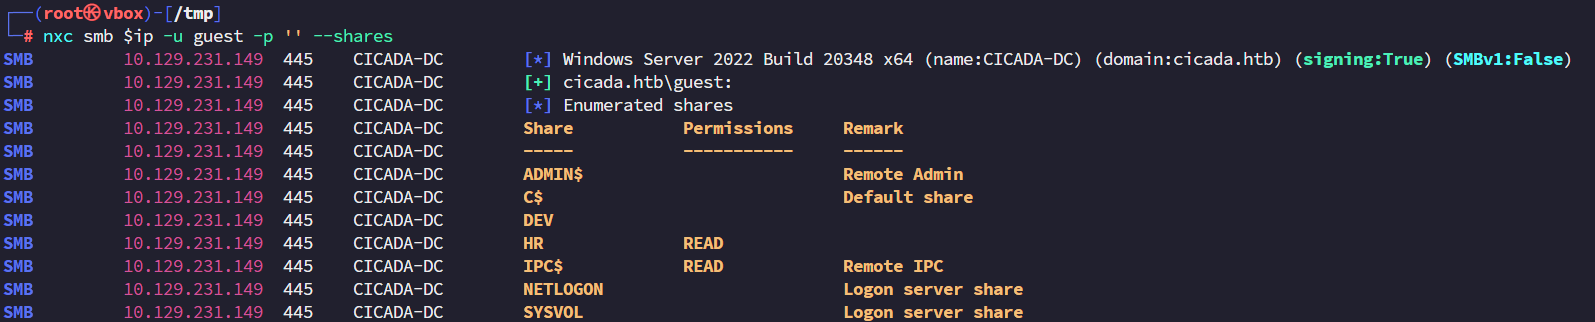 ┌──(root㉿vbox)-[/tmp]
└─# nxc smb $ip -u guest -p '' --shares
SMB         10.129.231.149  445    CICADA-DC        [*] Windows Server 2022 Build 20348 x64 (name:CICADA-DC) (domain:cicada.htb) (signing:True) (SMBv1:False)
SMB         10.129.231.149  445    CICADA-DC        [+] cicada.htb\guest:
SMB         10.129.231.149  445    CICADA-DC        [*] Enumerated shares
SMB         10.129.231.149  445    CICADA-DC        Share           Permissions     Remark
SMB         10.129.231.149  445    CICADA-DC        -----           -----------     ------
SMB         10.129.231.149  445    CICADA-DC        ADMIN$                          Remote Admin
SMB         10.129.231.149  445    CICADA-DC        C$                              Default share
SMB         10.129.231.149  445    CICADA-DC        DEV
SMB         10.129.231.149  445    CICADA-DC        HR              READ
SMB         10.129.231.149  445    CICADA-DC        IPC$            READ            Remote IPC
SMB         10.129.231.149  445    CICADA-DC        NETLOGON                        Logon server share
SMB         10.129.231.149  445    CICADA-DC        SYSVOL                          Logon server share